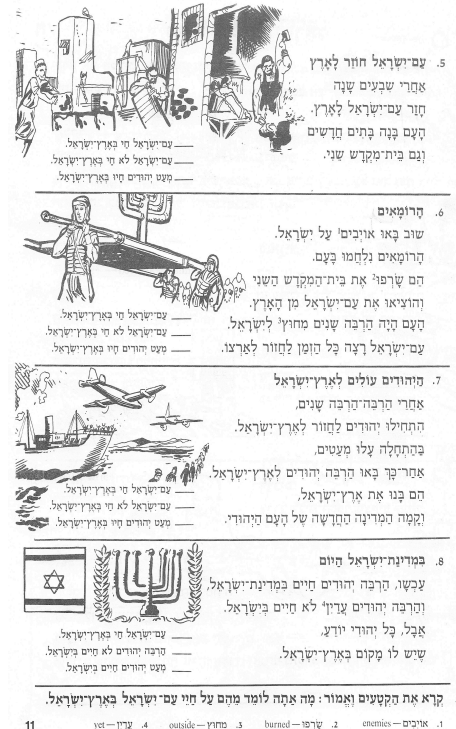 5. עַם־יִשְׂרָאֵל חוֹזֵר לָאָרֶץ
אַחֲרֵי שִׁבְעִים שָׁנָה
חָזַר עַם־יִשְׂרָאֵל לָאָרֶץ.
הָעָם בָּנָה בָּתִּים חֲדָשִׁים
וְגַם בֵּית־מִקְדָּשׁ שֵׁנִי.
___ עַם־יִשְׂרָאֵל חַי בְּאֶרֶץ־יִשְׂרָאֵל.
___ עַם־יִשְׂרָאֵל לֹא חַי בְּאֶרֶץ־יִשְׂרָאֵל.
___ מְעַט יְהוּדִים חָיוּ בְּאֶרֶץ־יִשְׂרָאֵל.
6. הָרוֹמָאִים
שׁוּב בָּאוּ אוֹיְבִים¹ עַל יִשְׂרָאֵל.
הָרוֹמָאִים נִלְחֲמוּ בָּעָם.
הֵם שָׂרְפוּ² אֶת בֵּית־הַמִּקְדָּשׁ הַשֵּׁנִי
וְהוֹצִיאוּ אֶת עַם־יִשְׂרָאֵל מִן הָאָרֶץ.
הָעָם הָיָה הַרְבֵּה שָׁנִים מִחוּץ³ לְיִשְׂרָאֵל.
עַם־יִשְׂרָאֵל רָצָה כָּל הַזְּמַן לַחֲזוֹר לְאַרְצוֹ.
___ עַם־יִשְׂרָאֵל חַי בְּאֶרֶץ־יִשְׂרָאֵל.
___ עַם־יִשְׂרָאֵל לֹא חַי בְּאֶרֶץ־יִשְׂרָאֵל.
___ מְעַט יְהוּדִים חָיוּ בְּאֶרֶץ־יִשְׂרָאֵל.
7. הַיְּהוּדִים עוֹלִים לְאֶרֶץ־יִשְׂרָאֵל
אַחֲרֵי הַרְבֵּה־הַרְבֵּה שָׁנִים,
הִתְחִילוּ יְהוּדִים לַחֲזוֹר לְאֶרֶץ־יִשְׂרָאֵל.
בַּהַתְחָלָה עָלוּ מְעַטִּים,
אַחַר־כָּךְ בָּאוּ הַרְבֵּה יְהוּדִים לְאֶרֶץ־יִשְׂרָאֵל.
הֵם בָּנוּ אֶת אֶרֶץ־יִשְׂרָאֵל,
וְקָמָה הַמְּדִינָה הַחֲדָשָׁה שֶׁל הָעָם הַיְּהוּדִי.
___ עַם־יִשְׂרָאֵל חַי בְּאֶרֶץ־יִשְׂרָאֵל.
___ עַם־יִשְׂרָאֵל לֹא חַי בְּאֶרֶץ־יִשְׂרָאֵל.
___ מְעַט יְהוּדִים חָיוּ בְּאֶרֶץ־יִשְׂרָאֵל.
8. בִּמְדִינַת־יִשְׂרָאֵל הַיּוֹם
עַכְשָׁו, הַרְבֵּה יְהוּדִים חַיִּים בִּמְדִינַת־יִשְׂרָאֵל,
וְהַרְבֵּה יְהוּדִים עֲדַיִן⁴ לֹא חַיִּים בְּיִשְׂרָאֵל.
אֲבָל, כָּל יְהוּדִי יוֹדֵעַ,
שֶׁיֵּשׁ לוֹ מָקוֹם בְּאֶרֶץ־יִשְׂרָאֵל.
___ עַם־יִשְׂרָאֵל חַי בְּאֶרֶץ־יִשְׂרָאֵל.
___ הַרְבֵּה יְהוּדִים לֹא חַיִּים בְּיִשְׂרָאֵל.
___ מְעַט יְהוּדִים חַיִּים בְּיִשְׂרָאֵל.
קְרָא אֶת הַקְּטָעִים וֶאֱמוֹר: מָה אַתָּה לוֹמֵד מֵהֶם עַל חַיֵּי עַם־יִשְׂרָאֵל בְּאֶרֶץ־יִשְׂרָאֵל.
1. אוֹיְבִים — enemies 2. שָׂרְפוּ — burned 3. מִחוּץ — outside 4. עֲדַיִן — yet 11